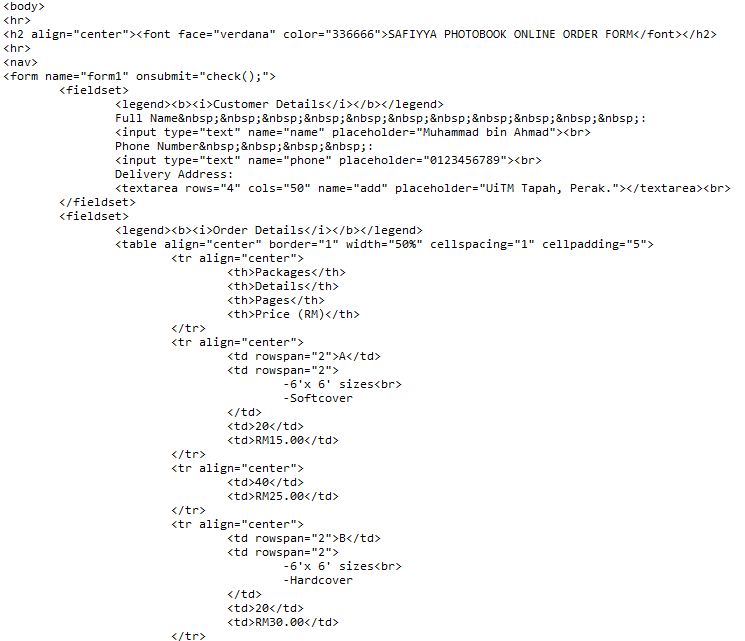 <body>
<hr>
<h2 align="center"><font face="verdana" color="336666">SAFIYYA PHOTOBOOK ONLINE ORDER FORM</font></h2>
<hr>
<nav>
<form name="form1" onsubmit="check();">
<fieldset>
<legend><b><i>Customer Details</i></b></legend>
Full Name&nbsp;&nbsp;&nbsp;&nbsp;&nbsp;&nbsp;&nbsp;&nbsp;&nbsp;&nbsp;&nbsp;:
<input type="text" name="name" placeholder="Muhammad bin Ahmad"><br>
Phone Number&nbsp;&nbsp;&nbsp;&nbsp;:
<input type="text" name="phone" placeholder="0123456789"><br>
Delivery Address:
<textarea rows="4" cols="50" name="add" placeholder="UiTM Tapah, Perak."></textarea><br>
</fieldset>
<fieldset>
<legend><b><i>Order Details</i></b></legend>
<table align="center" border="1" width="50%" cellspacing="1" cellpadding="5">
<tr align="center">
<th>Packages</th>
<th>Details</th>
<th>Pages</th>
<th>Price (RM)</th>
</tr>
<tr align="center">
<td rowspan="2">A</td>
<td rowspan="2">
-6'x 6' sizes<br>
-Softcover
</td>
<td>20</td>
<td>RM15.00</td>
</tr>
<tr align="center">
<td>40</td>
<td>RM25.00</td>
</tr>
<tr align="center">
<td rowspan="2">B</td>
<td rowspan="2">
-6'x 6' sizes<br>
-Hardcover
</td>
<td>20</td>
<td>RM30.00</td>
</tr>